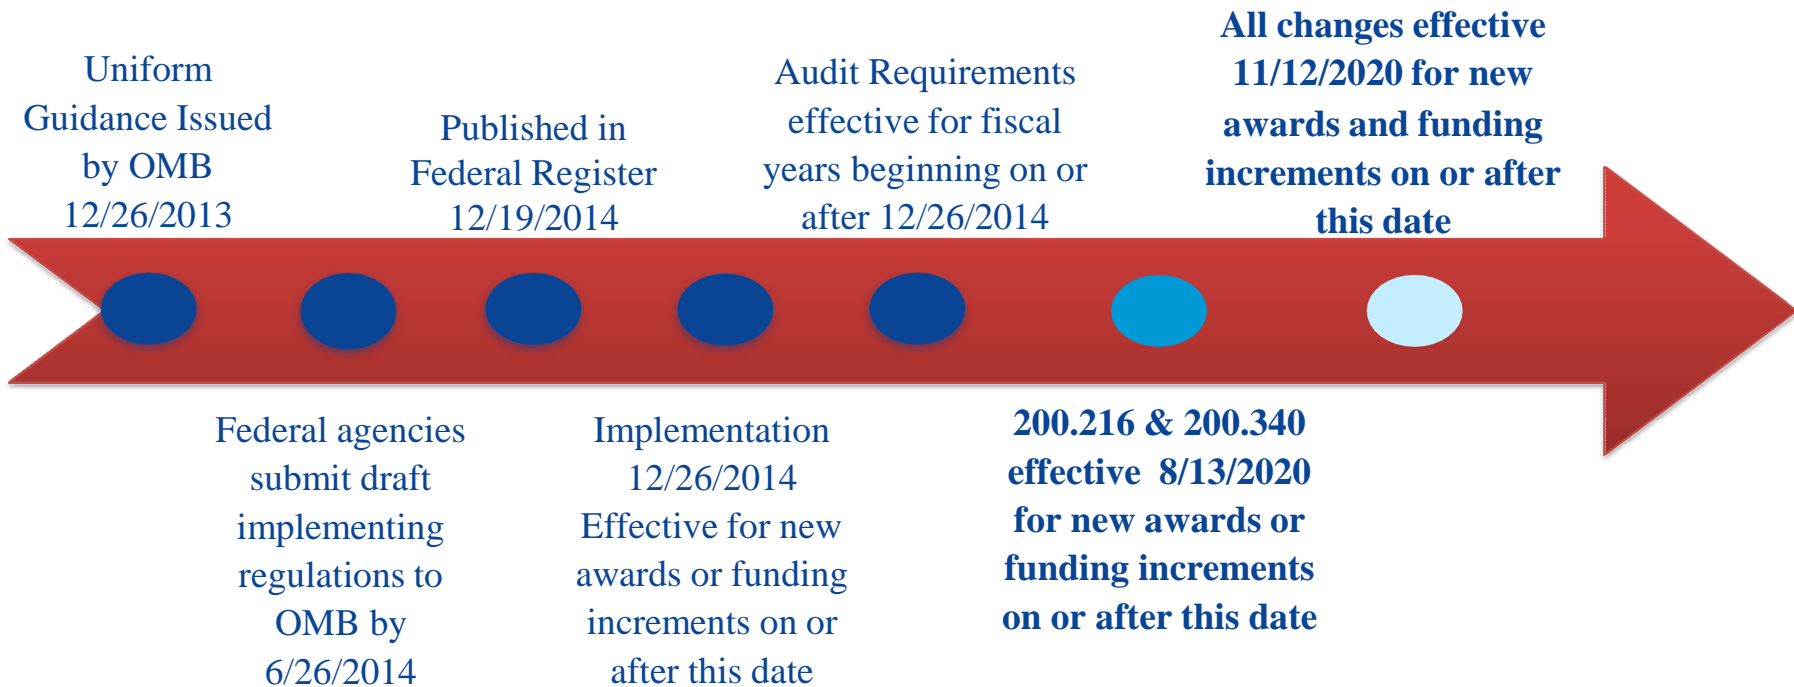 Uniform
Guidance Issued
by OMB
12/26/2013
Federal agencies
submit draft
implementing
regulations to
OMB by
6/26/2014
Published in
Federal Register
12/19/2014
Implementation
12/26/2014
Effective for new
awards or funding
increments on or
after this date
Audit Requirements
effective for fiscal
years beginning on or
after 12/26/2014
200.216 & 200.340
effective 8/13/2020
for new awards or
funding increments
on or after this date
All changes effective
11/12/2020 for new
awards and funding
increments on or after
this date